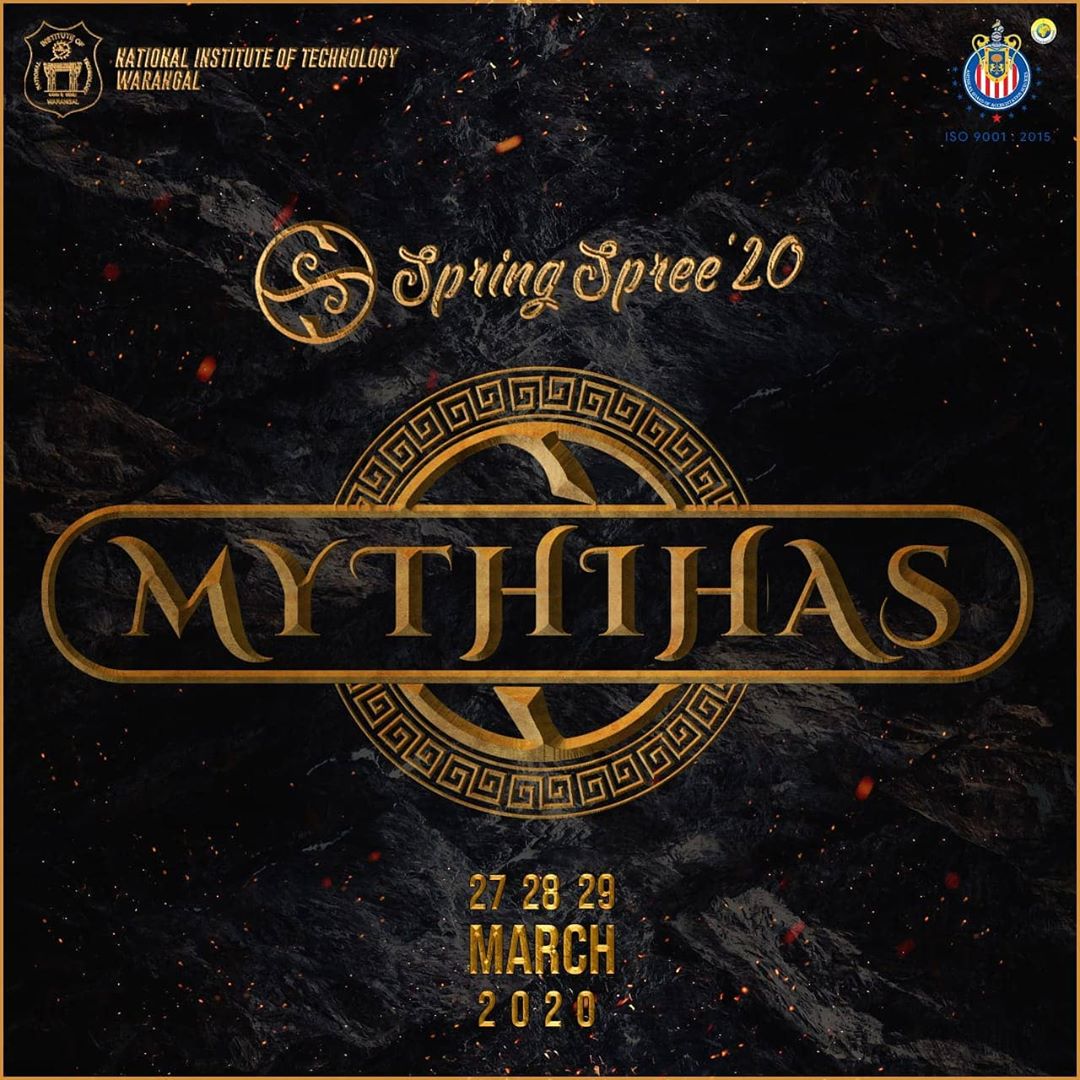 NATIONAL INSTITUTE OF TECHNOLOGY
WARANGAL
ISO 9001 : 2015
Spring Spree'20
MYTHIHAS
27 28 29
MARCH
2020